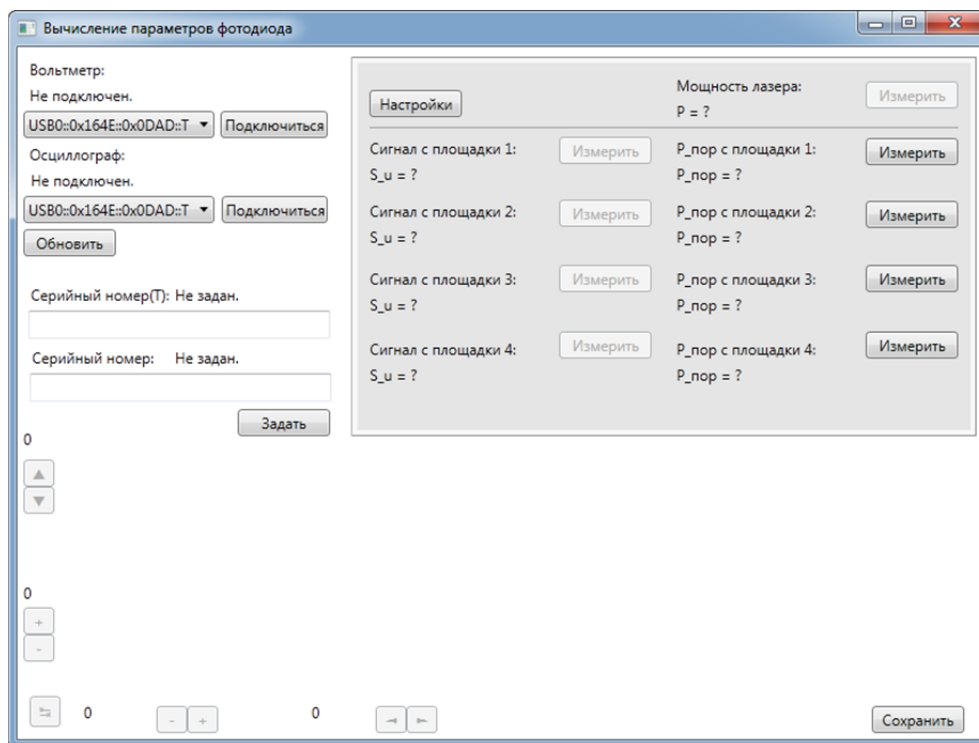 Вычисление параметров фотодиода
Вольтметр:
Не подключен.
USB0::0x164E::0x0DAD::T Подключиться
Осциллограф:
Не подключен.
USB0::0x164E::0x0DAD::T Подключиться
Обновить
Серийный номер(Т): Не задан.
Серийный номер: Не задан.
Задать
0
0
+
-
0 - + 0
Настройки
Мощность лазера:
P = ?
Измерить
Сигнал с площадки 1: Измерить
S_u = ?
P_пор с площадки 1: Измерить
P_пор = ?
Сигнал с площадки 2: Измерить
S_u = ?
P_пор с площадки 2: Измерить
P_пор = ?
Сигнал с площадки 3: Измерить
S_u = ?
P_пор с площадки 3: Измерить
P_пор = ?
Сигнал с площадки 4: Измерить
S_u = ?
P_пор с площадки 4: Измерить
P_пор = ?
Сохранить